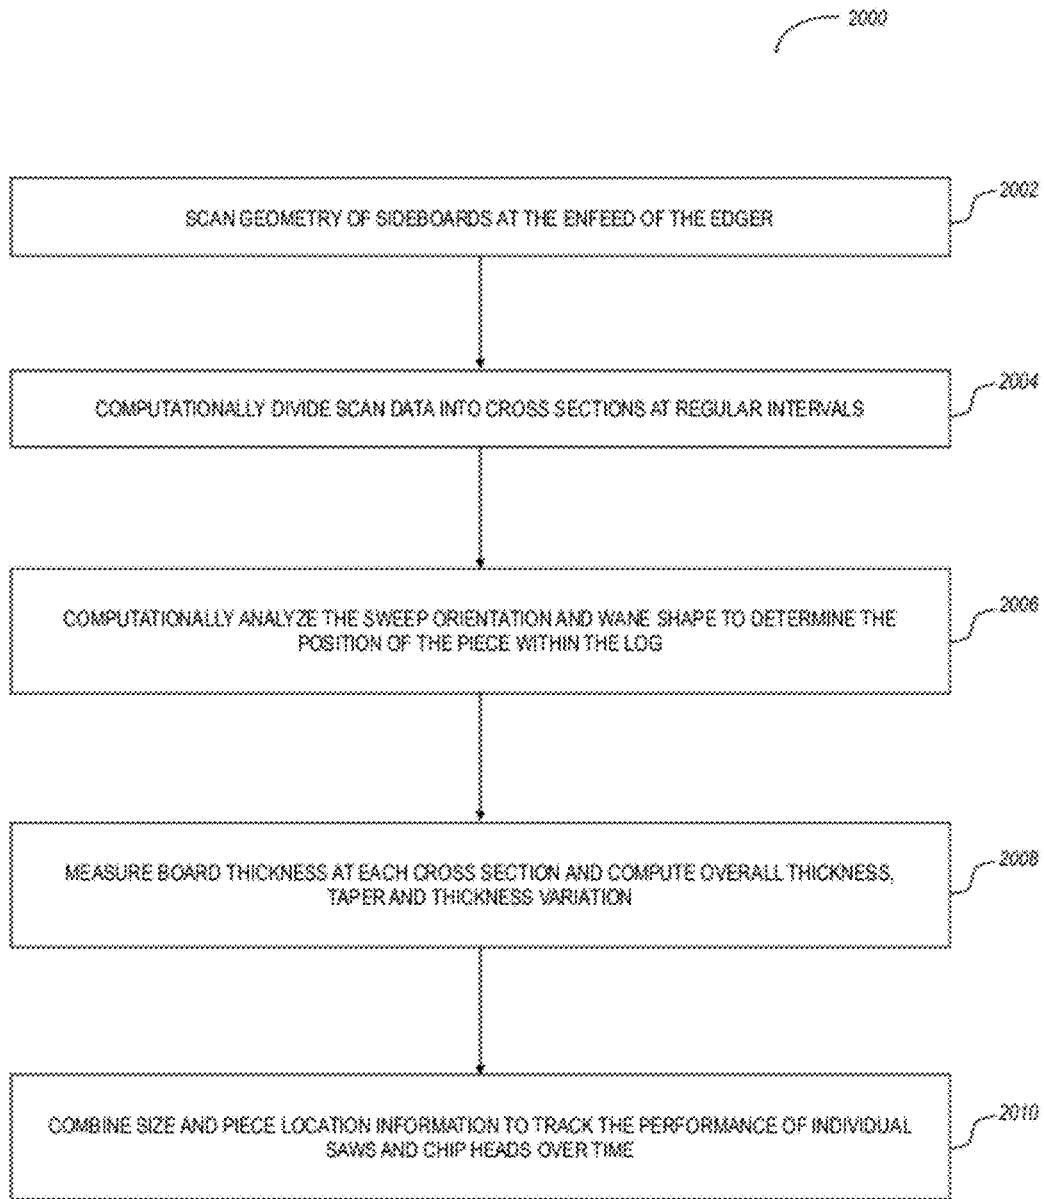 2000
SCAN GEOMETRY OF SIDEBOARDS AT THE ENFEED OF THE EDGER
2002
COMPUTATIONALLY DIVIDE SCAN DATA INTO CROSS SECTIONS AT REGULAR INTERVALS
2004
COMPUTATIONALLY ANALYZE THE SWEEP ORIENTATION AND WANE SHAPE TO DETERMINE THE
POSITION OF THE PIECE WITHIN THE LOG
2006
MEASURE BOARD THICKNESS AT EACH CROSS SECTION AND COMPUTE OVERALL THICKNESS,
TAPER AND THICKNESS VARIATION
2008
COMBINE SIZE AND PIECE LOCATION INFORMATION TO TRACK THE PERFORMANCE OF INDIVIDUAL
SAWS AND CHIP HEADS OVER TIME
2010